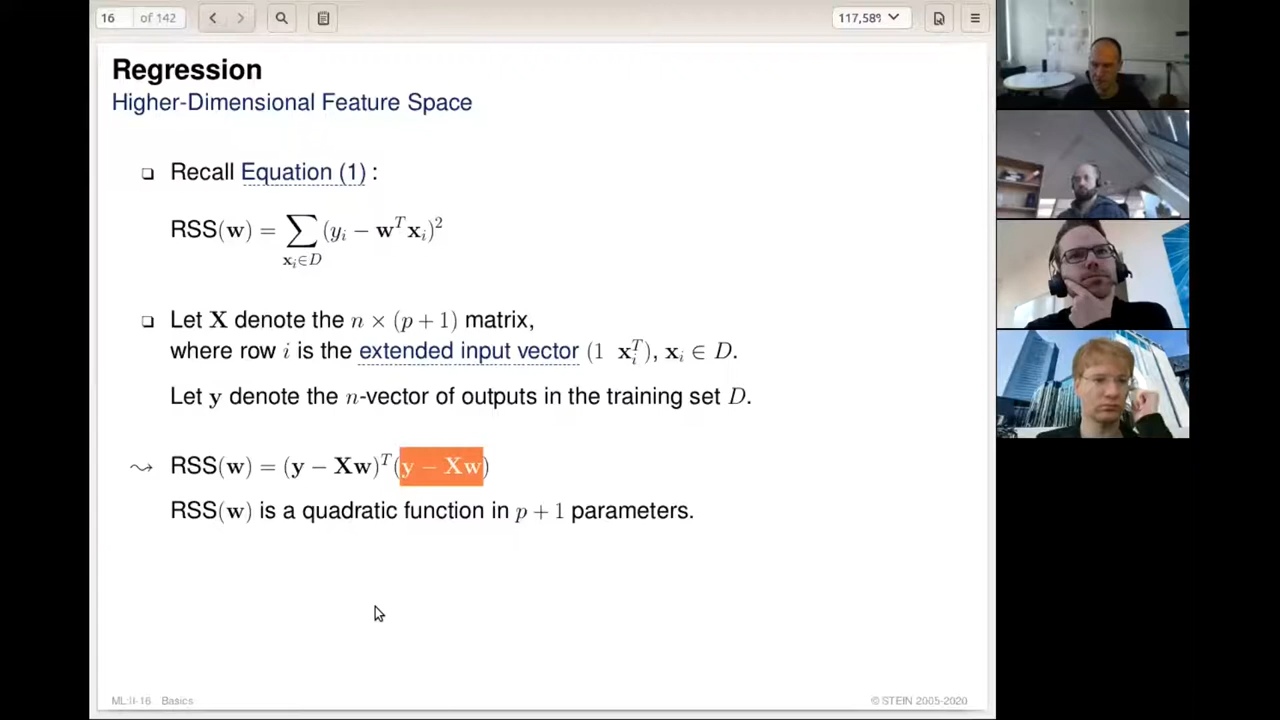 16 of 142 117,58%
Regression
Higher-Dimensional Feature Space
❑ Recall Equation (1) :
RSS(w) = ∑ (yᵢ − wᵀxᵢ)²
xᵢ∈D
❑ Let X denote the n × (p + 1) matrix,
where row i is the extended input vector (1 xᵢᵀ), xᵢ ∈ D.
Let y denote the n-vector of outputs in the training set D.
⇝ RSS(w) = (y − Xw)ᵀ(y − Xw)
RSS(w) is a quadratic function in p + 1 parameters.
ML:II-16 Basics © STEIN 2005-2020